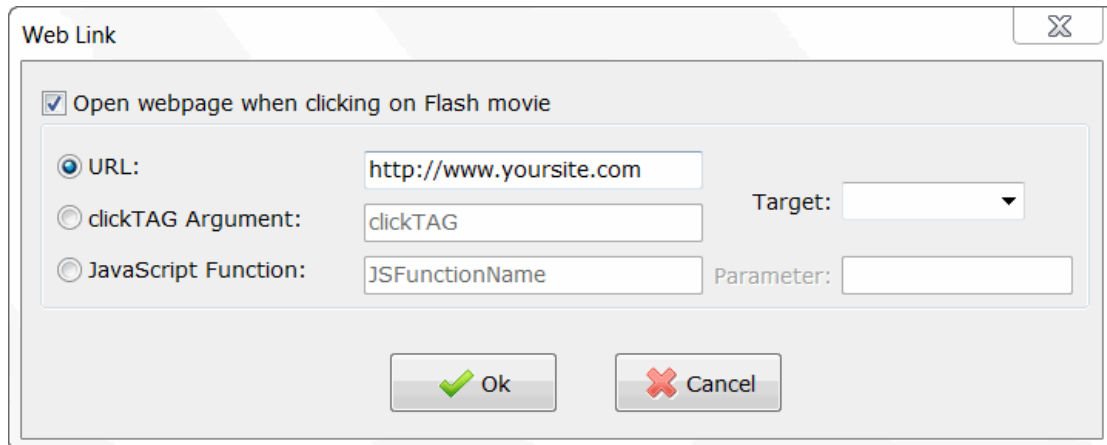 Web Link
Open webpage when clicking on Flash movie
URL:
http://www.yoursite.com
Target:
clickTAG Argument:
clickTAG
JavaScript Function:
JSFunctionName
Parameter:
Ok
Cancel